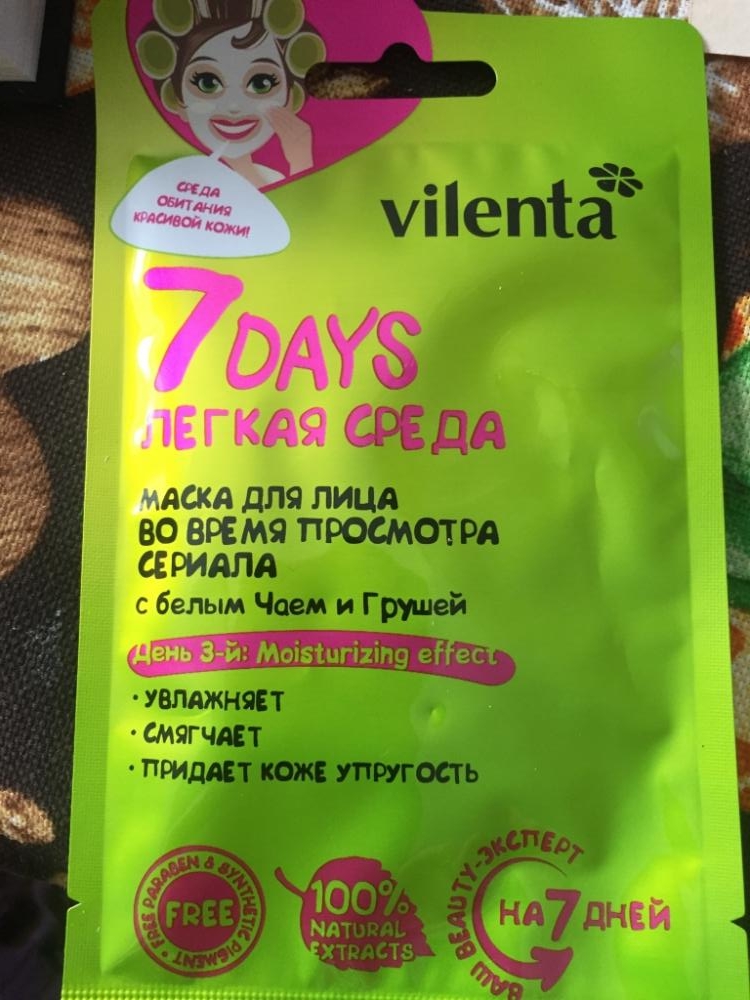 СРЕДА
ОБИТАНИЯ
КРАСИВОЙ КОЖИ!
vilenta
7DAYS
ЛЕГКАЯ СРЕДА
МАСКА ДЛЯ ЛИЦА
ВО ВРЕМЯ ПРОСМОТРА
СЕРИАЛА
с белым Чаем и Грушей
День 3-й: Moisturizing effect
• УВЛАЖНЯЕТ
• СМЯГЧАЕТ
• ПРИДАЕТ КОЖЕ УПРУГОСТЬ
• FREE PARABEN & SYNTHETIC PIGMENT
FREE
100%
NATURAL
EXTRACTS
ВАШ BEAUTY-ЭКСПЕРТ
НА 7 ДНЕЙ